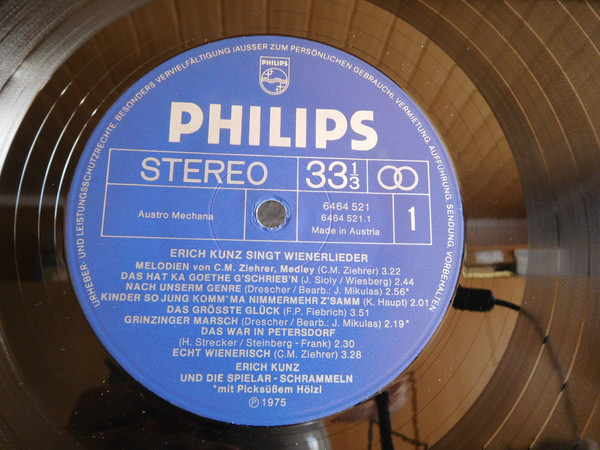 URHEBER- UND LEISTUNGSSCHUTZRECHTE, BESONDERS VERVIELFÄLTIGUNG (AUSSER ZUM PERSÖNLICHEN GEBRAUCH), VERMIETUNG, AUFFÜHRUNG, SENDUNG, VORBEHALTEN
PHILIPS
PHILIPS
STEREO 33 1/3
Austro Mechana
6464 521
6464 521.1
Made in Austria
1
ERICH KUNZ SINGT WIENERLIEDER
MELODIEN von C.M. Ziehrer, Medley (C.M. Ziehrer) 3.22
DAS HAT KA GOETHE G'SCHRIEB'N (J. Sioly / Wiesberg) 2.44
NACH UNSERM GENRE (Drescher / Bearb.: J. Mikulas) 2.56*
KINDER SO JUNG KOMM' MA NIMMERMEHR Z'SAMM (K. Haupt) 2.01
DAS GRÖSSTE GLÜCK (F.P. Fiebrich) 3.51
GRINZINGER MARSCH (Drescher / Bearb.: J. Mikulas) 2.19*
DAS WAR IN PETERSDORF
(H. Strecker / Steinberg - Frank) 2.30
ECHT WIENERISCH (C.M. Ziehrer) 3.28
ERICH KUNZ
UND DIE SPIELAR - SCHRAMMELN
*mit Picksüßem Hölzl
℗ 1975